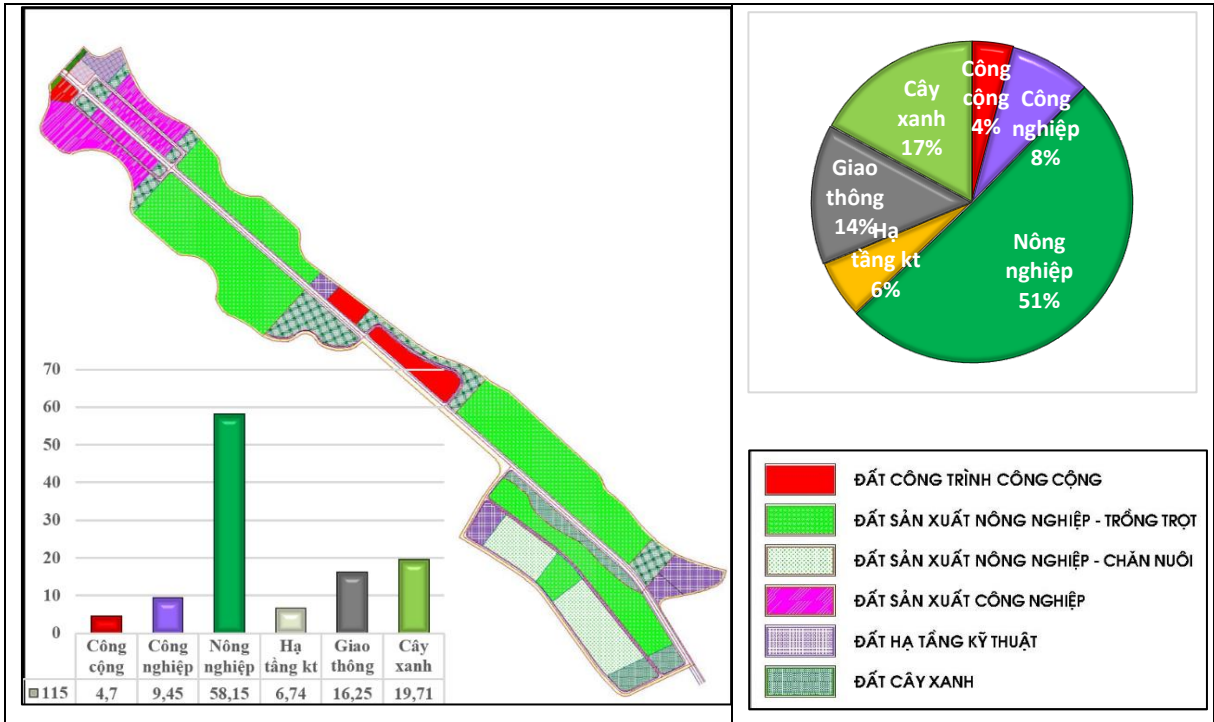 70
60
50
40
30
20
10
0
Công cộng
Công nghiệp
Nông nghiệp
Hạ tầng kt
Giao thông
Cây xanh
115 4,7 9,45 58,15 6,74 16,25 19,71
Công
cộng
4%
Công
nghiệp
8%
Nông
nghiệp
51%
Hạ
tầng kt
6%
Giao
thông
14%
Cây
xanh
17%
ĐẤT CÔNG TRÌNH CÔNG CỘNG
ĐẤT SẢN XUẤT NÔNG NGHIỆP - TRỒNG TRỌT
ĐẤT SẢN XUẤT NÔNG NGHIỆP - CHĂN NUÔI
ĐẤT SẢN XUẤT CÔNG NGHIỆP
ĐẤT HẠ TẦNG KỸ THUẬT
ĐẤT CÂY XANH